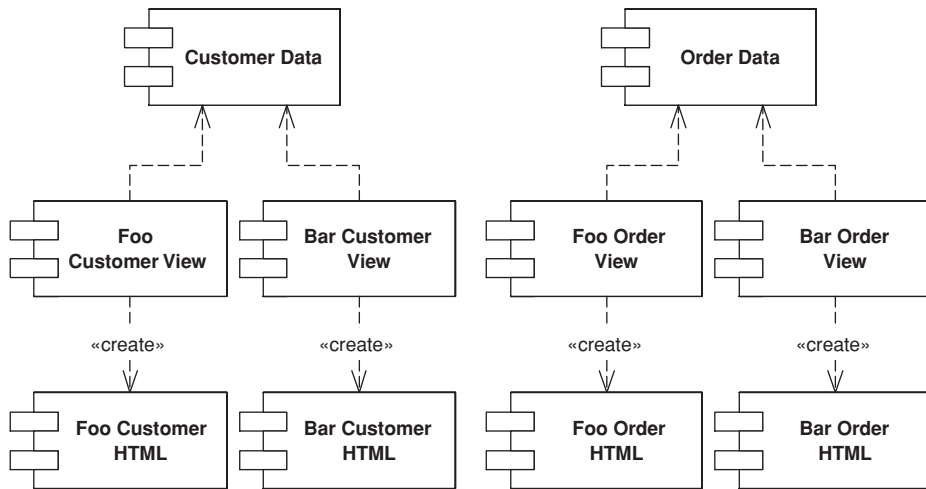 Customer Data
Order Data
Foo
Customer View
Bar Customer
View
Foo Order
View
Bar Order
View
«create»
«create»
«create»
«create»
Foo Customer
HTML
Bar Customer
HTML
Foo Order
HTML
Bar Order
HTML